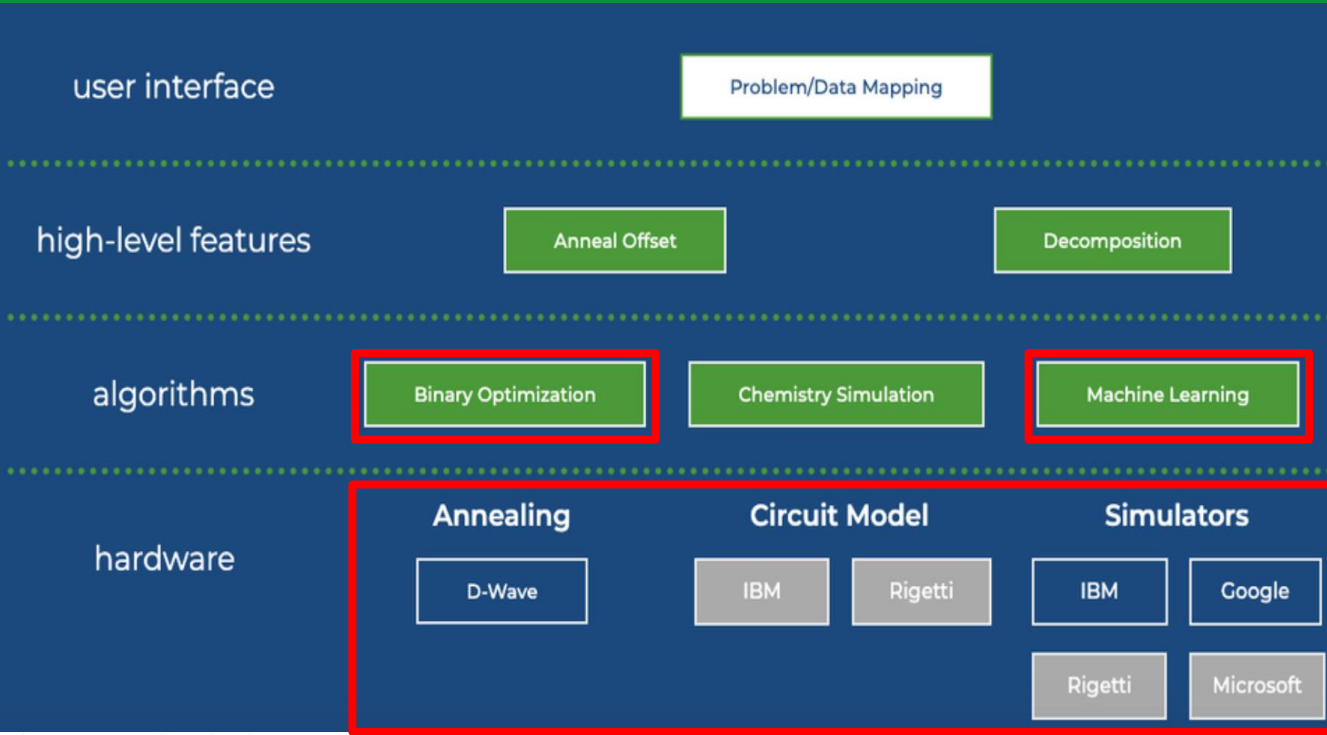 user interface
Problem/Data Mapping
high-level features
Anneal Offset
Decomposition
algorithms
Binary Optimization
Chemistry Simulation
Machine Learning
hardware
Annealing
D-Wave
Circuit Model
IBM
Rigetti
Simulators
IBM
Google
Rigetti
Microsoft